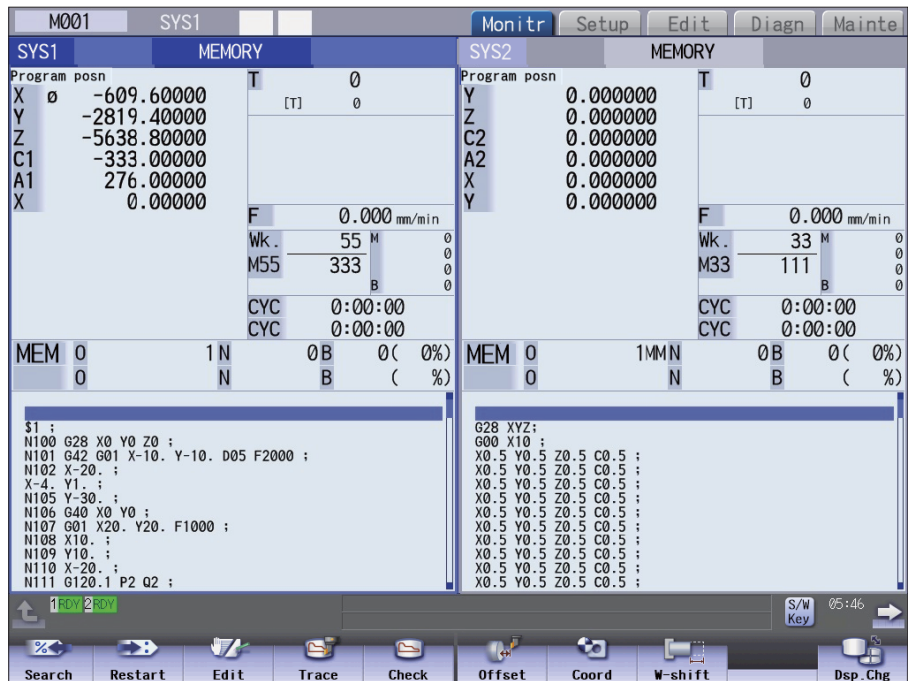 M001 SYS1 Monitr Setup Edit Diagn Mainte
SYS1 MEMORY
Program posn
X ø -609.60000
Y -2819.40000
Z -5638.80000
C1 -333.00000
A1 276.00000
X 0.00000
T 0
[T] 0
F 0.000 mm/min
Wk. 55 M 0
0
M55 333 0
B 0
CYC 0:00:00
CYC 0:00:00
MEM O 1 N 0 B 0( 0%)
O N B ( %)
$1 ;
N100 G28 X0 Y0 Z0 ;
N101 G42 G01 X-10. Y-10. D05 F2000 ;
N102 X-20. ;
X-4. Y1. ;
N105 Y-30. ;
N106 G40 X0 Y0 ;
N107 G01 X20. Y20. F1000 ;
N108 X10. ;
N109 Y10. ;
N110 X-20. ;
N111 G120.1 P2 Q2 ;
SYS2 MEMORY
Program posn
Y 0.000000
Z 0.000000
C2 0.000000
A2 0.000000
X 0.000000
Y 0.000000
T 0
[T] 0
F 0.000 mm/min
Wk. 33 M 0
0
M33 111 0
B 0
CYC 0:00:00
CYC 0:00:00
MEM O 1MM N 0 B 0( 0%)
O N B ( %)
G28 XYZ;
G00 X10 ;
X0.5 Y0.5 Z0.5 C0.5 ;
X0.5 Y0.5 Z0.5 C0.5 ;
X0.5 Y0.5 Z0.5 C0.5 ;
X0.5 Y0.5 Z0.5 C0.5 ;
X0.5 Y0.5 Z0.5 C0.5 ;
X0.5 Y0.5 Z0.5 C0.5 ;
X0.5 Y0.5 Z0.5 C0.5 ;
X0.5 Y0.5 Z0.5 C0.5 ;
X0.5 Y0.5 Z0.5 C0.5 ;
X0.5 Y0.5 Z0.5 C0.5 ;
1RDY 2RDY S/W Key 05:46
Search Restart Edit Trace Check Offset Coord W-shift Dsp.Chg